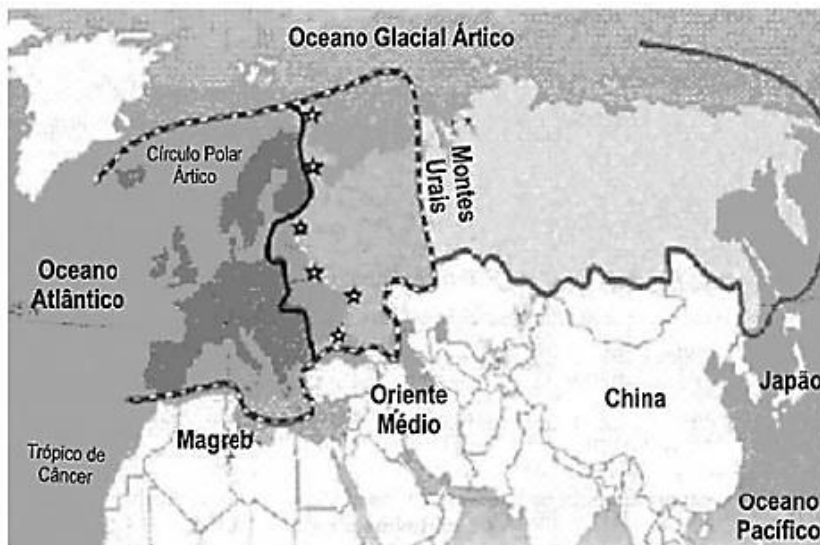 Oceano Glacial Ártico
Círculo Polar
Ártico
Montes
Urais
Oceano
Atlântico
Oriente
Médio
China
Japão
Magreb
Trópico de
Câncer
Oceano
Pacífico